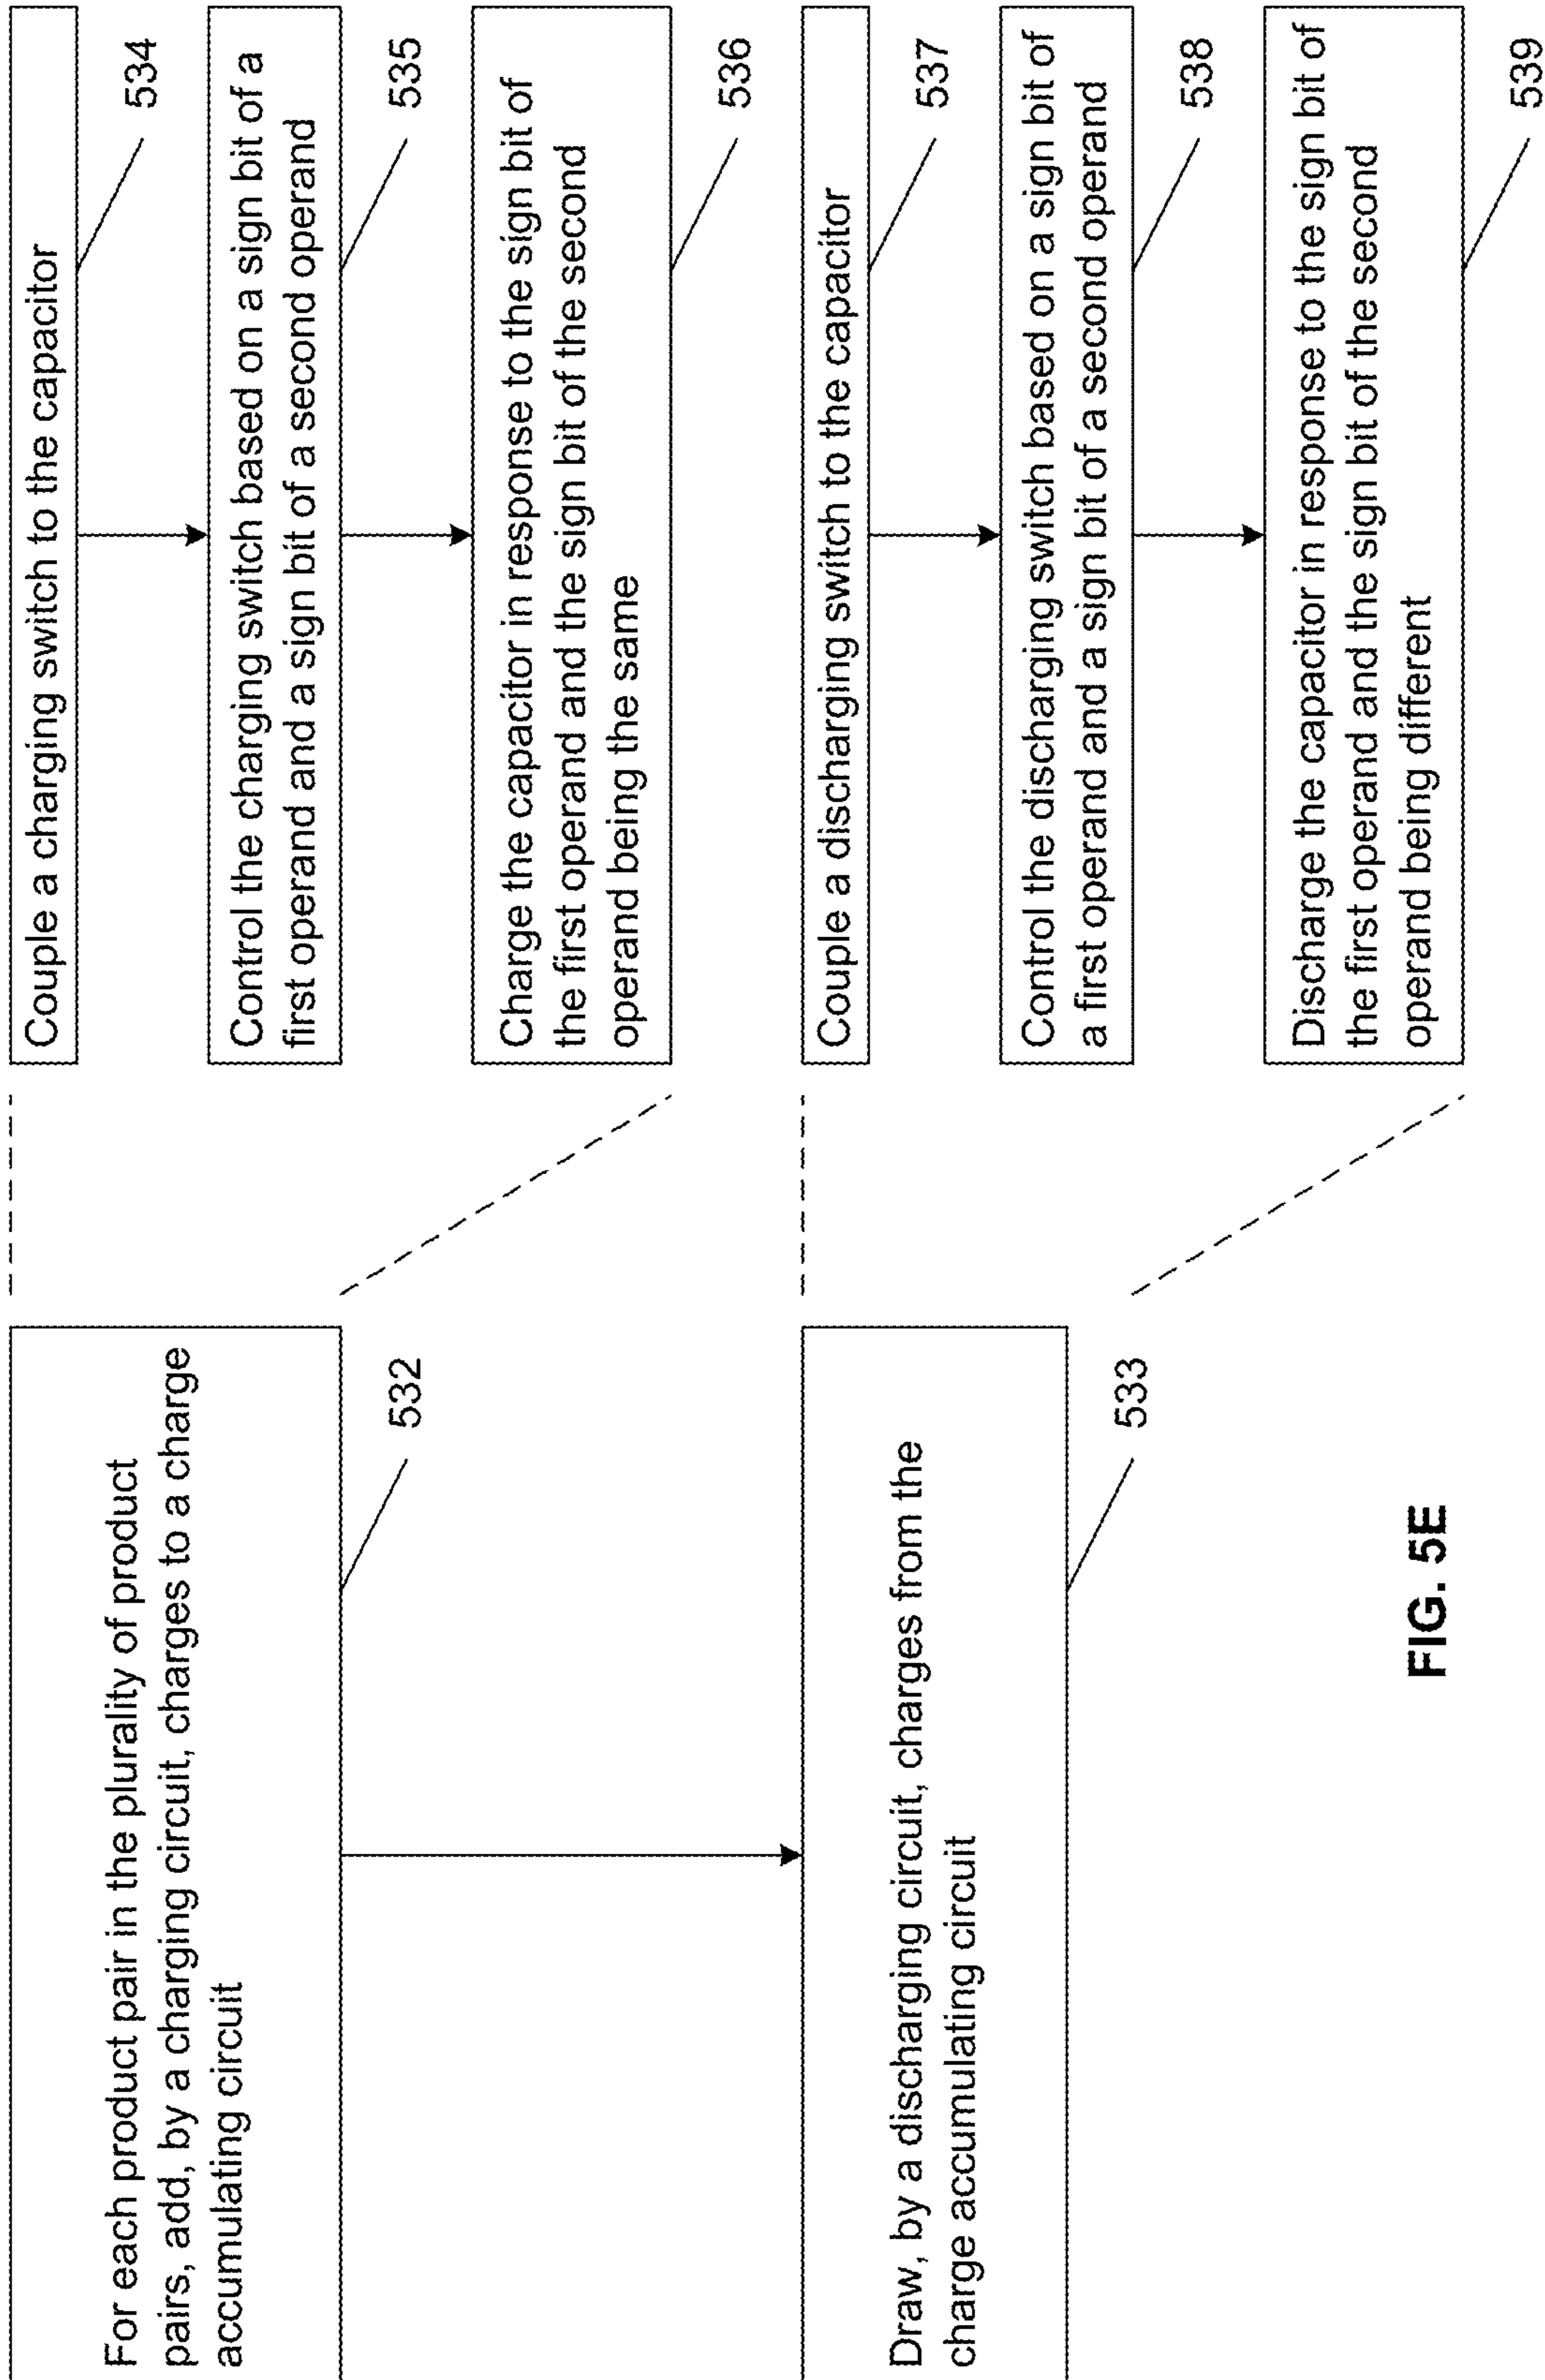 For each product pair in the plurality of product
pairs, add, by a charging circuit, charges to a charge
accumulating circuit
532
Draw, by a discharging circuit, charges from the
charge accumulating circuit
533
Couple a charging switch to the capacitor
534
Control the charging switch based on a sign bit of a
first operand and a sign bit of a second operand
535
Charge the capacitor in response to the sign bit of
the first operand and the sign bit of the second
operand being the same
536
Couple a discharging switch to the capacitor
537
Control the discharging switch based on a sign bit of
a first operand and a sign bit of a second operand
538
Discharge the capacitor in response to the sign bit of
the first operand and the sign bit of the second
operand being different
539
FIG. 5E